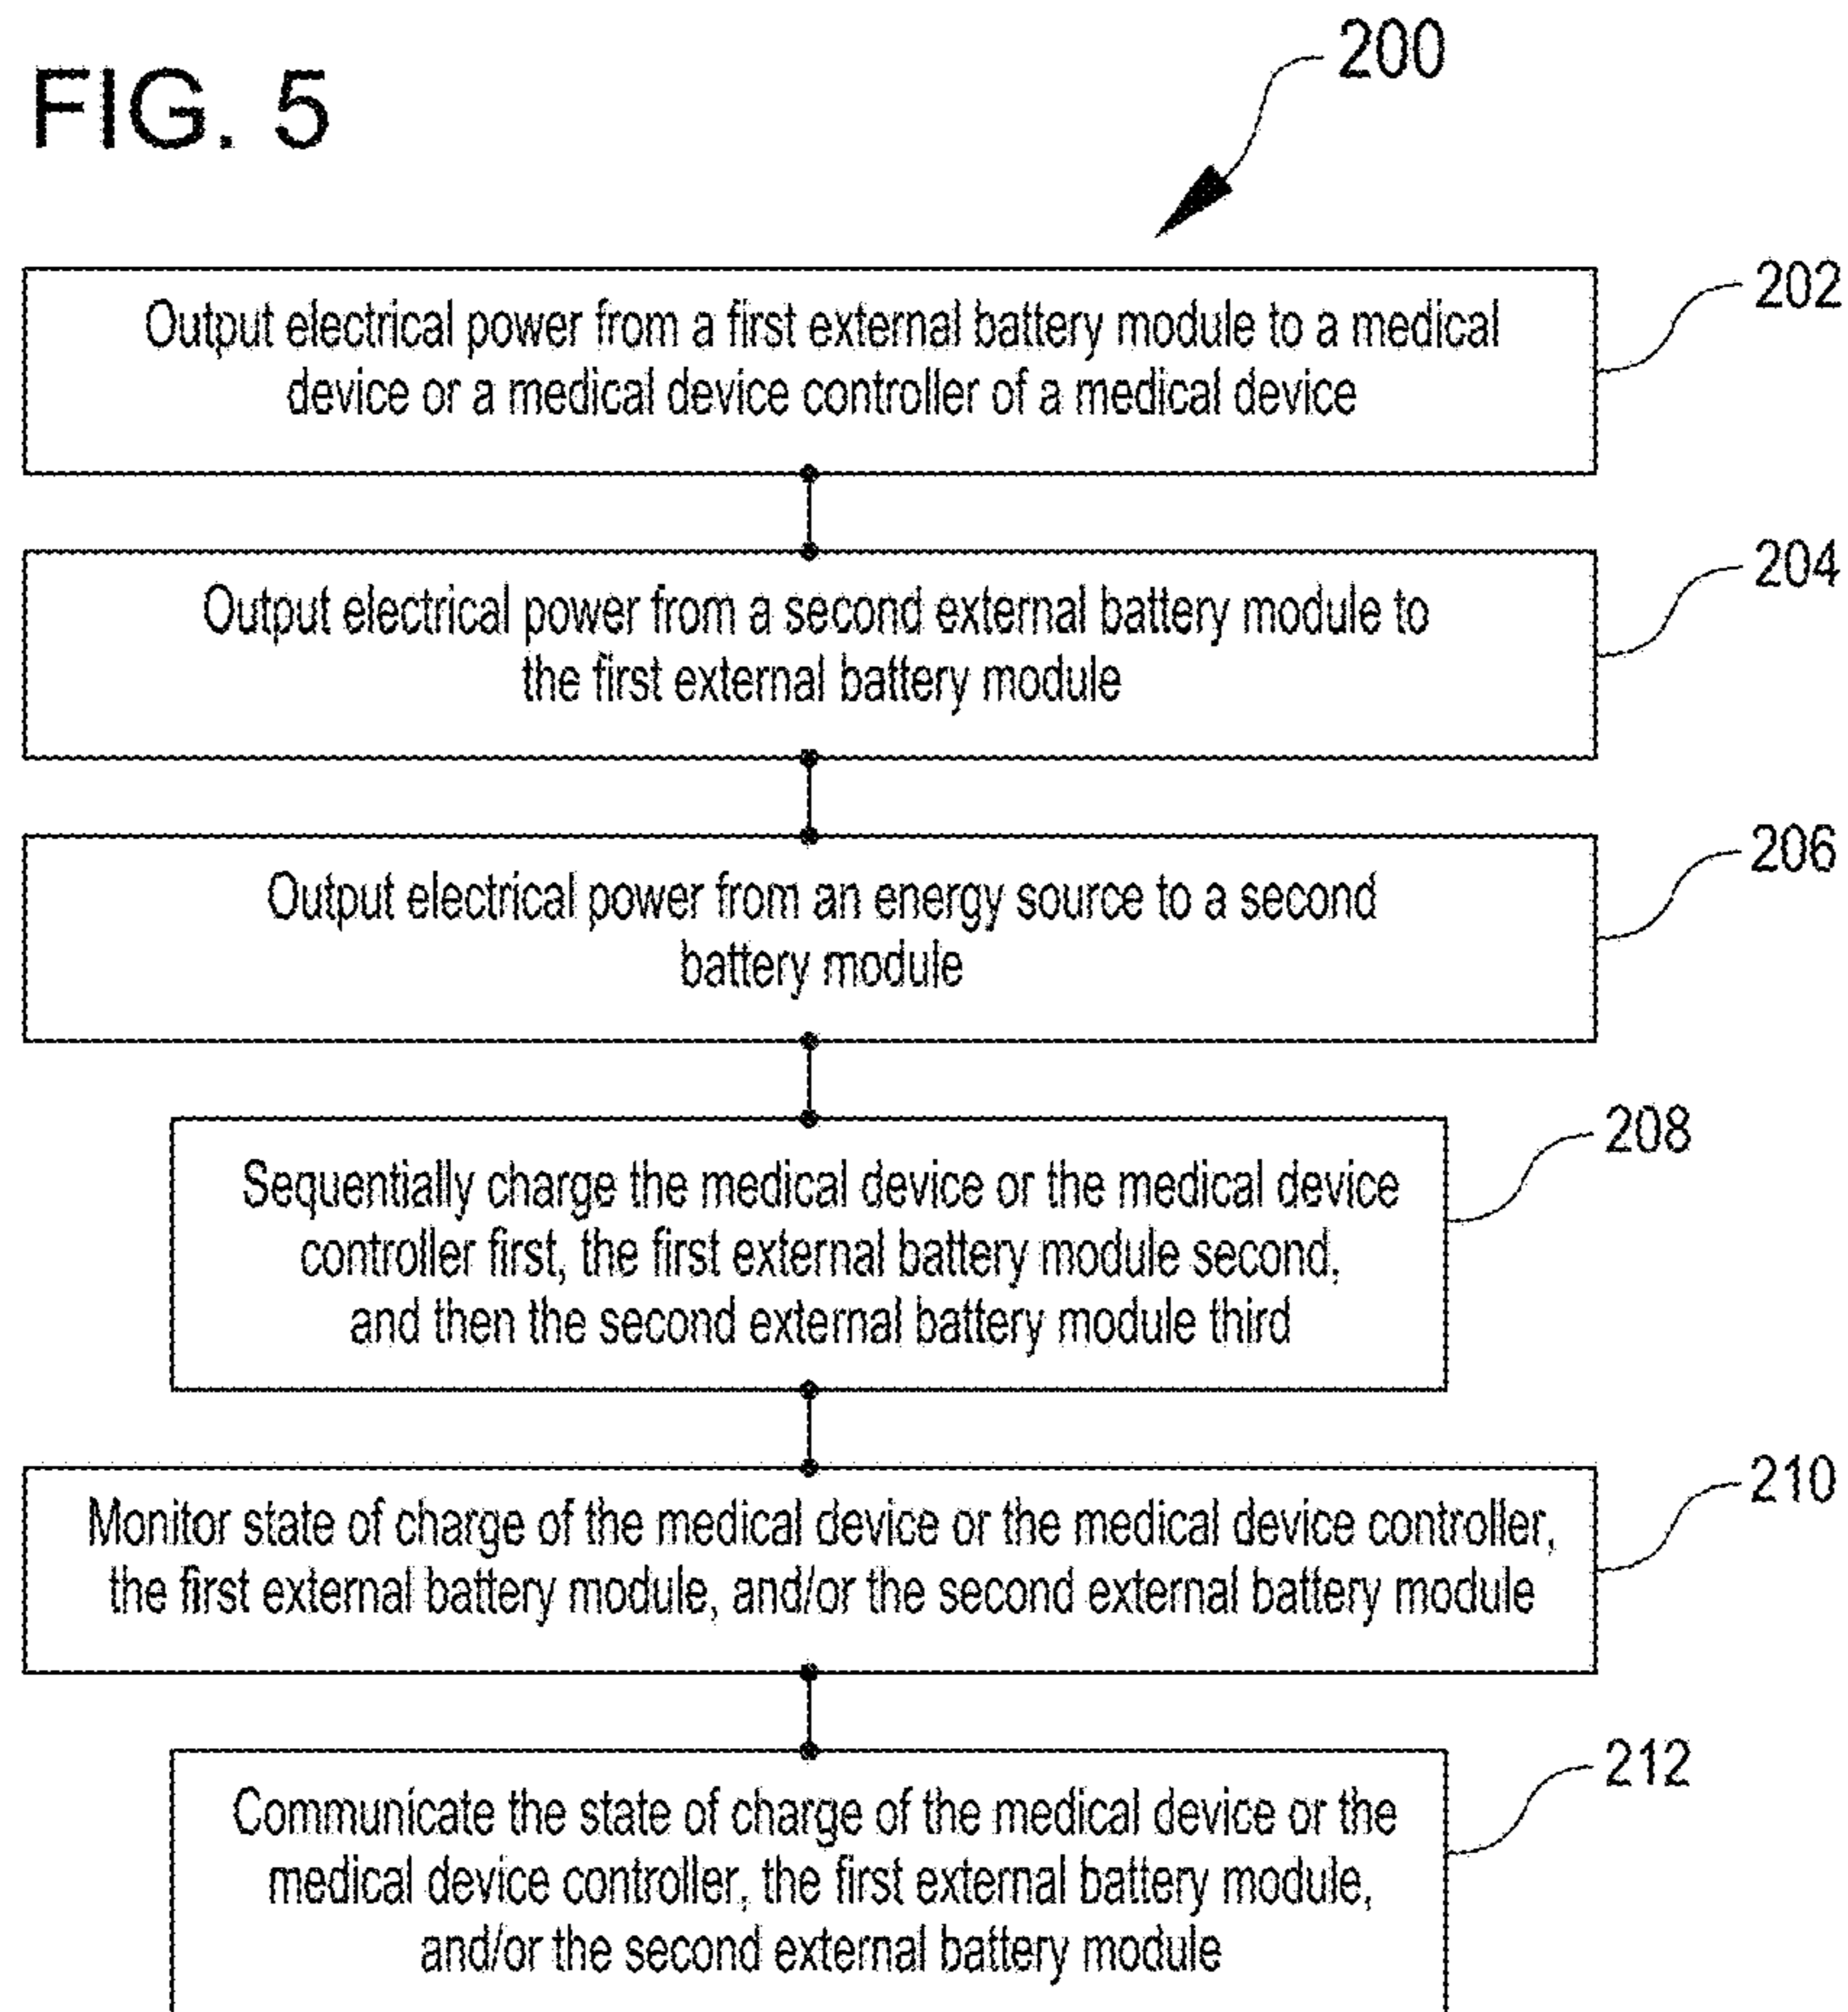 FIG. 5
200
202
Output electrical power from a first external battery module to a medical
device or a medical device controller of a medical device
204
Output electrical power from a second external battery module to
the first external battery module
206
Output electrical power from an energy source to a second
battery module
208
Sequentially charge the medical device or the medical device
controller first, the first external battery module second,
and then the second external battery module third
210
Monitor state of charge of the medical device or the medical device controller,
the first external battery module, and/or the second external battery module
212
Communicate the state of charge of the medical device or the
medical device controller, the first external battery module,
and/or the second external battery module